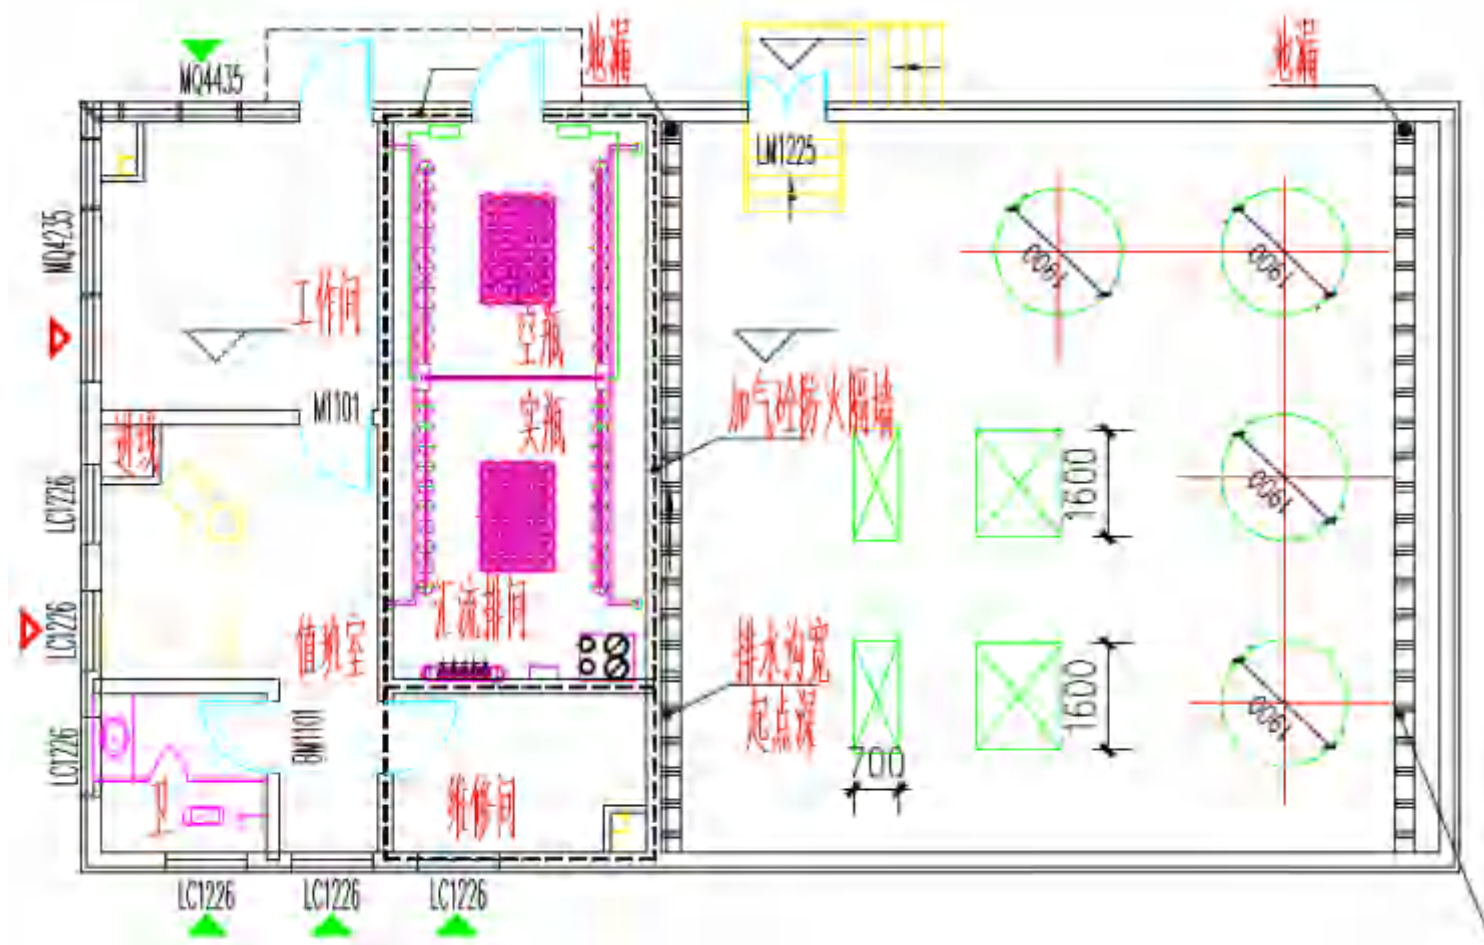 地漏
地漏
MQ4435
LM1225
MQ4235
1900
1900
工作间
空瓶
M1101
实瓶
加气砼防火隔墙
LC1226
1600
1900
汇流排间
值班室
LC1226
排水沟宽
起点深
1600
1900
LC1226
BM1101
700
卫
维修间
LC1226
LC1226
LC1226